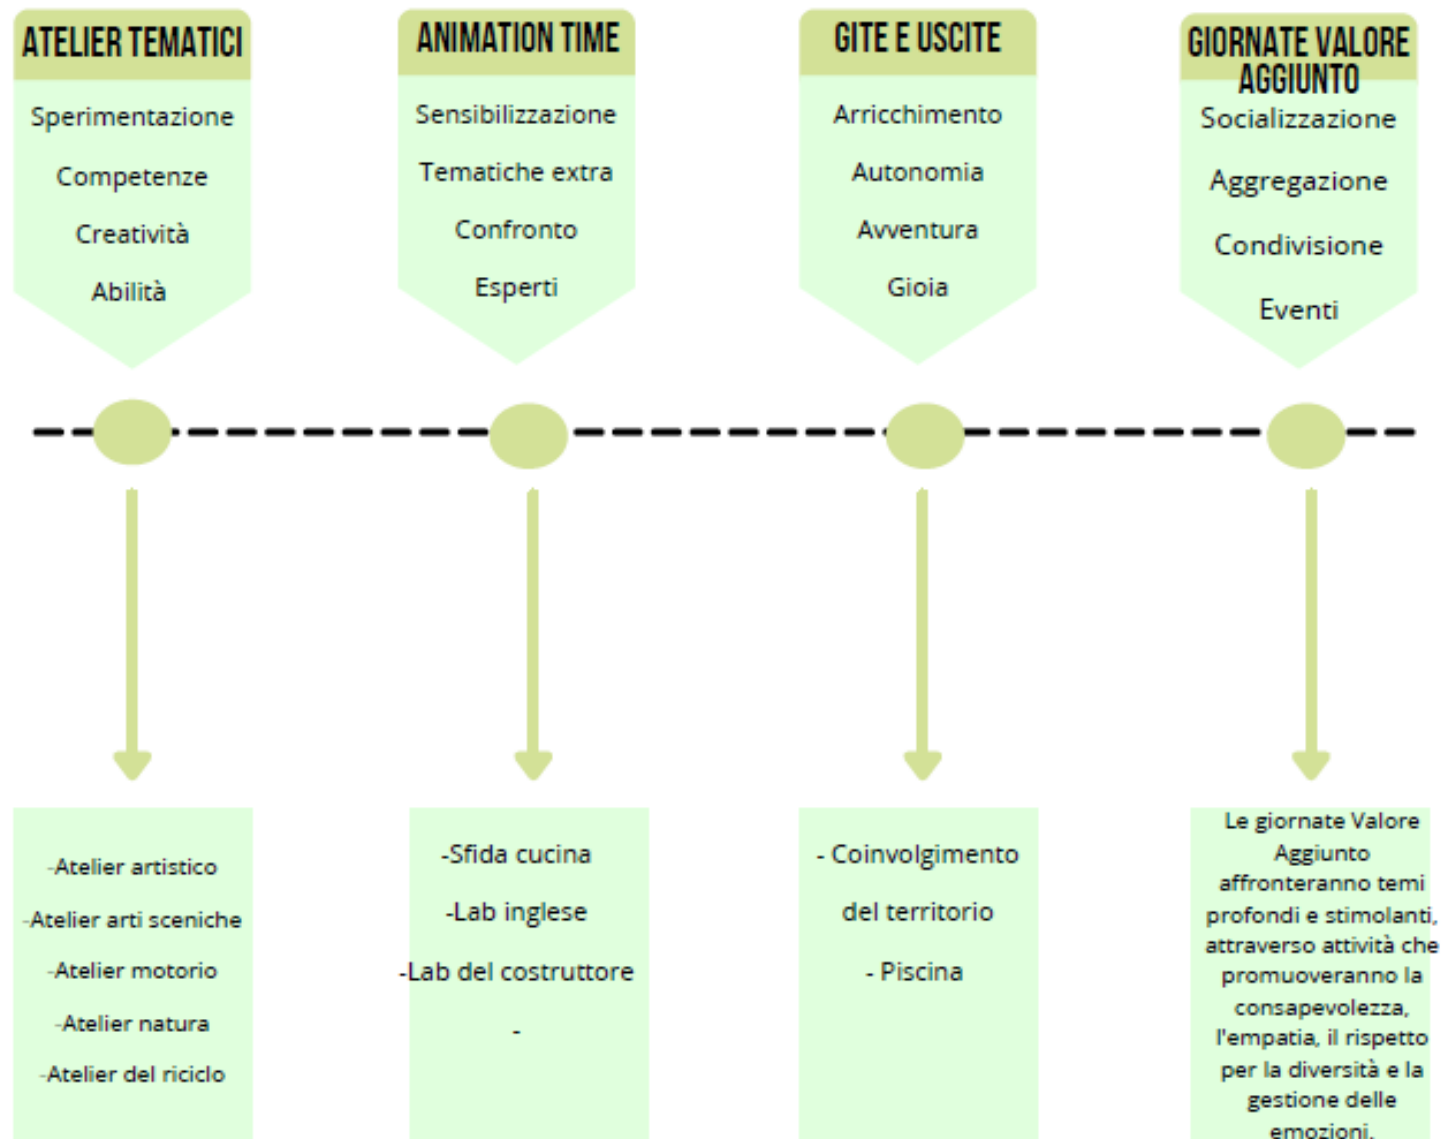 ATELIER TEMATICI
Sperimentazione
Competenze
Creatività
Abilità
ANIMATION TIME
Sensibilizzazione
Tematiche extra
Confronto
Esperti
GITE E USCITE
Arricchimento
Autonomia
Avventura
Gioia
GIORNATE VALORE
AGGIUNTO
Socializzazione
Aggregazione
Condivisione
Eventi
-Atelier artistico
-Atelier arti sceniche
-Atelier motorio
-Atelier natura
-Atelier del riciclo
-Sfida cucina
-Lab inglese
-Lab del costruttore
-
- Coinvolgimento
del territorio
- Piscina
Le giornate Valore
Aggiunto
affronteranno temi
profondi e stimolanti,
attraverso attività che
promuoveranno la
consapevolezza,
l'empatia, il rispetto
per la diversità e la
gestione delle
emozioni.